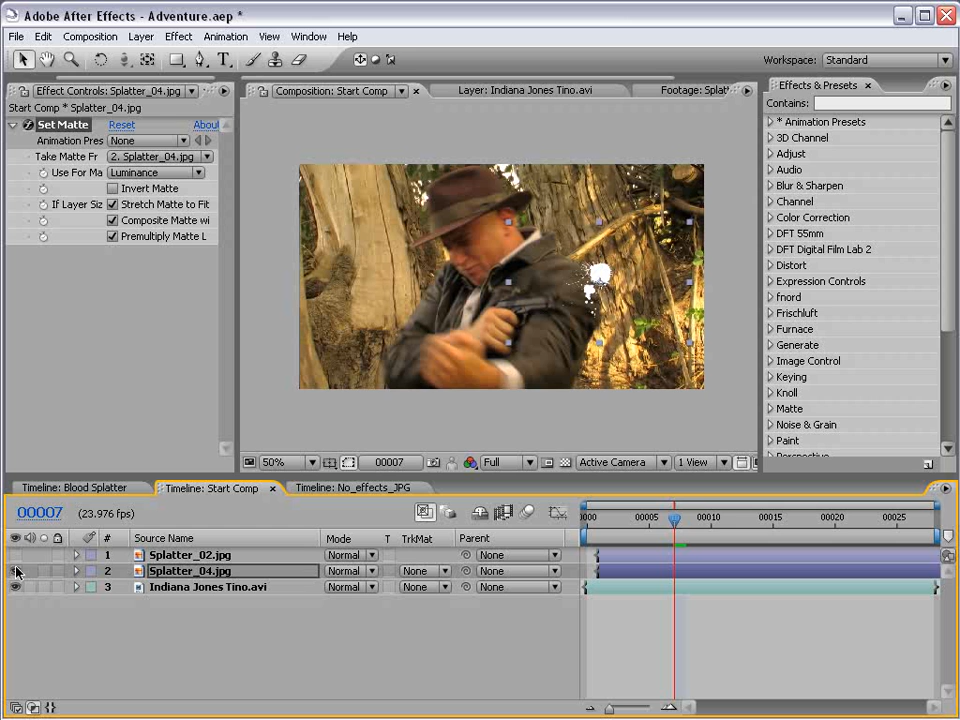 Adobe After Effects - Adventure.aep *
File Edit Composition Layer Effect Animation View Window Help
Workspace: Standard
Effect Controls: Splatter_04.jpg
Composition: Start Comp
Layer: Indiana Jones Tino.avi
Footage: Splat
Effects & Presets
Start Comp * Splatter_04.jpg
Contains:
Set Matte Reset Abou
Animation Pres None
Take Matte Fr 2. Splatter_04.jpg
Use For Ma Luminance
Invert Matte
If Layer Siz Stretch Matte to Fit
Composite Matte wi
Premultiply Matte L
* Animation Presets
3D Channel
Adjust
Audio
Blur & Sharpen
Channel
Color Correction
DFT 55mm
DFT Digital Film Lab 2
Distort
Expression Controls
fnord
Frischluft
Furnace
Generate
Image Control
Keying
Knoll
Matte
Noise & Grain
Paint
Perspective
50% 00007 Full Active Camera 1 View
Timeline: Blood Splatter
Timeline: Start Comp
Timeline: No_effects_JPG
00007 (23.976 fps)
0000 00005 00010 00015 00020 00025
# Source Name Mode T TrkMat Parent
1 Splatter_02.jpg Normal None
2 Splatter_04.jpg Normal None None
3 Indiana Jones Tino.avi Normal None None